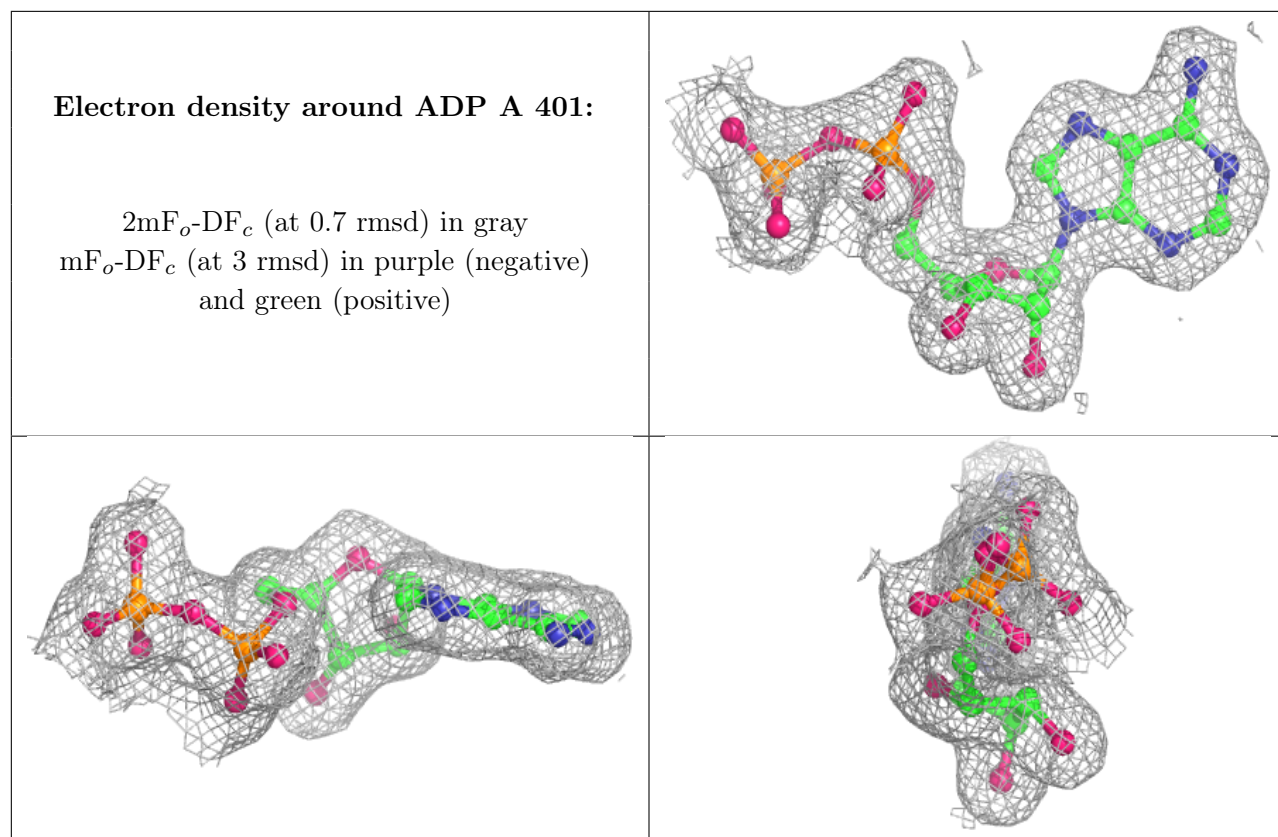 Electron density around ADP A 401:
2mFo-DFc (at 0.7 rmsd) in gray
mFo-DFc (at 3 rmsd) in purple (negative)
and green (positive)